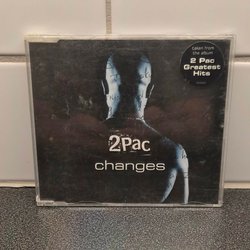 taken from
the album
2 Pac
Greatest
Hits
2Pac
changes